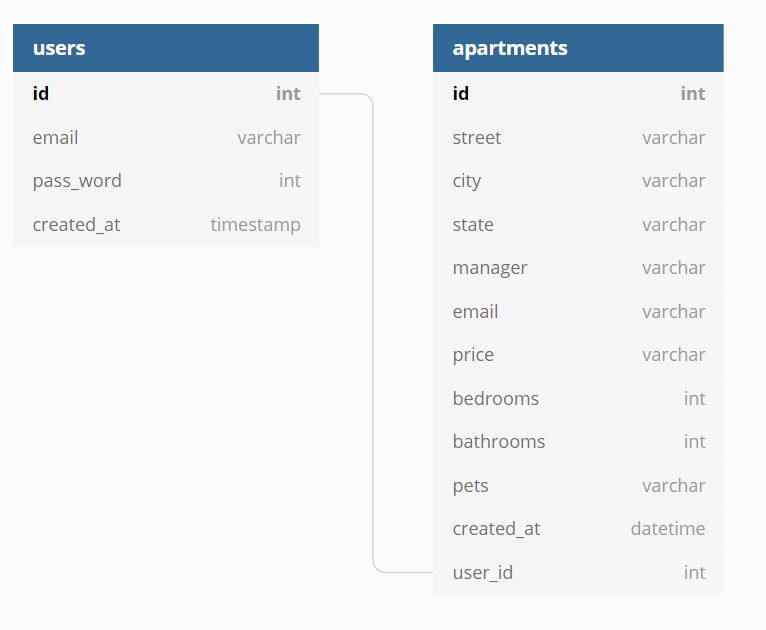 users
id int
email varchar
pass_word int
created_at timestamp
apartments
id int
street varchar
city varchar
state varchar
manager varchar
email varchar
price varchar
bedrooms int
bathrooms int
pets varchar
created_at datetime
user_id int